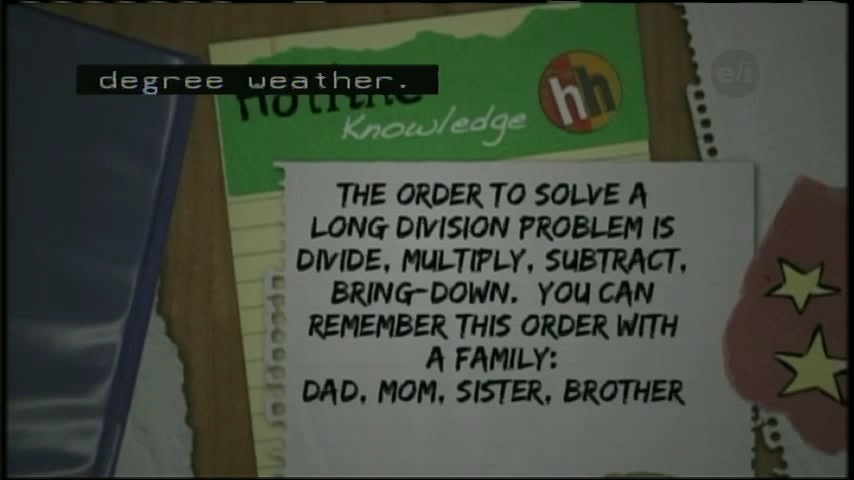 degree weather.
Hotline
Knowledge
hh
e/i
THE ORDER TO SOLVE A
LONG DIVISION PROBLEM IS
DIVIDE, MULTIPLY, SUBTRACT,
BRING-DOWN. YOU CAN
REMEMBER THIS ORDER WITH
A FAMILY:
DAD, MOM, SISTER, BROTHER